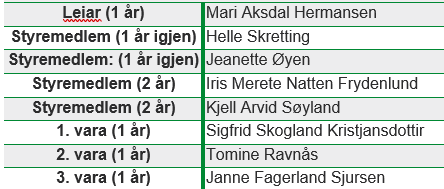 Leiar (1 år) Mari Aksdal Hermansen
Styremedlem (1 år igjen) Helle Skretting
Styremedlem: (1 år igjen) Jeanette Øyen
Styremedlem (2 år) Iris Merete Natten Frydenlund
Styremedlem (2 år) Kjell Arvid Søyland
1. vara (1 år) Sigfrid Skogland Kristjansdottir
2. vara (1 år) Tomine Ravnås
3. vara (1 år) Janne Fagerland Sjursen